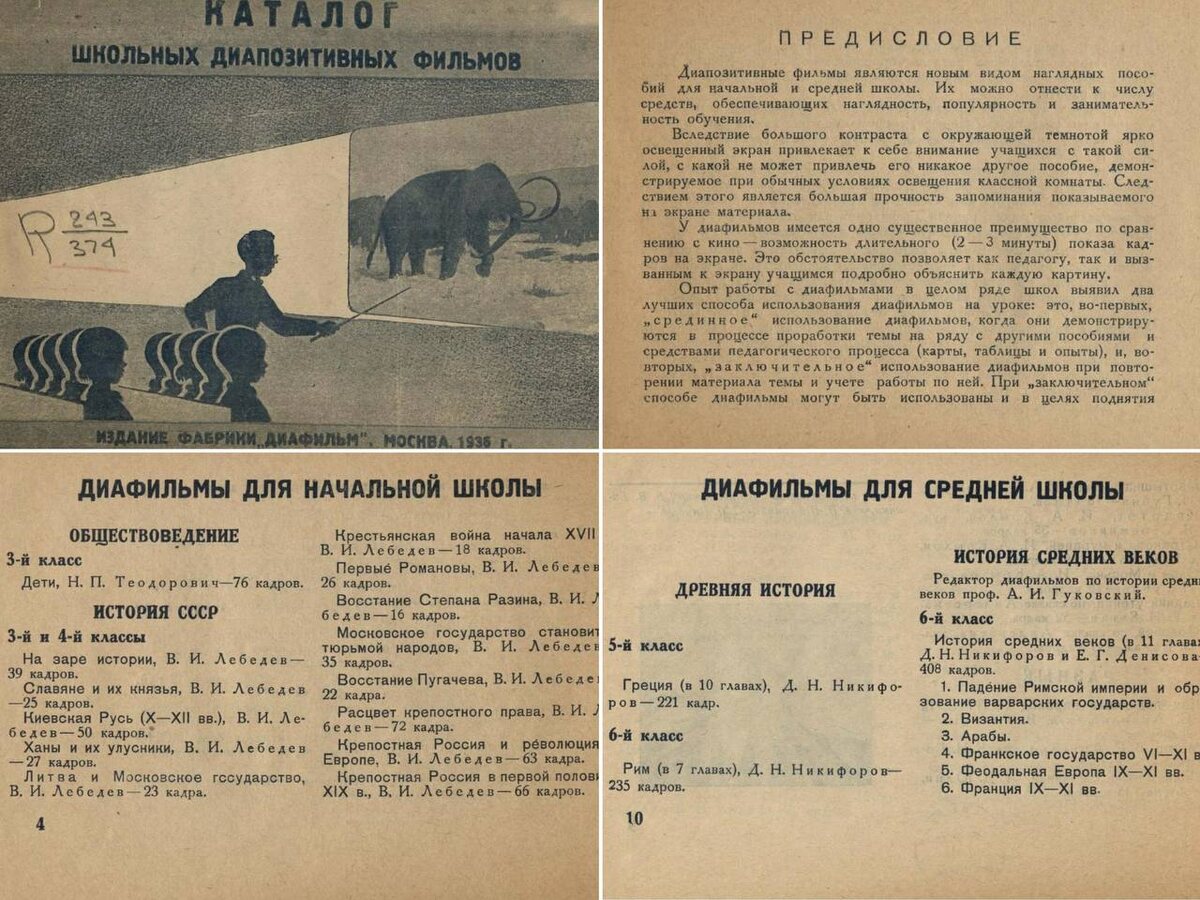 КАТАЛОГ
ШКОЛЬНЫХ ДИАПОЗИТИВНЫХ ФИЛЬМОВ
R 243
374
ИЗДАНИЕ ФАБРИКИ „ДИАФИЛЬМ“. МОСКВА. 1936 г.
ПРЕДИСЛОВИЕ
Диапозитивные фильмы являются новым видом наглядных посо-
бий для начальной и средней школы. Их можно отнести к числу
средств, обеспечивающих наглядность, популярность и заниматель-
ность обучения.
Вследствие большого контраста с окружающей темнотой ярко
освещенный экран привлекает к себе внимание учащихся с такой си-
лой, с какой не может привлечь его никакое другое пособие, демон-
стрируемое при обычных условиях освещения классной комнаты. След-
ствием этого является большая прочность запоминания показываемого
на экране материала.
У диафильмов имеется одно существенное преимущество по срав-
нению с кино — возможность длительного (2 — 3 минуты) показа кад-
ров на экране. Это обстоятельство позволяет как педагогу, так и выз-
ванным к экрану учащимся подробно объяснить каждую картину.
Опыт работы с диафильмами в целом ряде школ выявил два
лучших способа использования диафильмов на уроке: это, во-первых,
„срединное“ использование диафильмов, когда они демонстриру-
ются в процессе проработки темы на ряду с другими пособиями и
средствами педагогического процесса (карты, таблицы и опыты), и, во-
вторых, „заключительное“ использование диафильмов при повто-
рении материала темы и учете работы по ней. При „заключительном“
способе диафильмы могут быть использованы и в целях поднятия
ДИАФИЛЬМЫ ДЛЯ НАЧАЛЬНОЙ ШКОЛЫ
ОБЩЕСТВОВЕДЕНИЕ
3-й класс
Дети, Н. П. Теодорович—76 кадров.
ИСТОРИЯ СССР
3-й и 4-й классы
На заре истории, В. И. Лебедев—
39 кадров.
Славяне и их князья, В. И. Лебедев
—25 кадров.
Киевская Русь (X—XII вв.), В. И. Ле-
бедев—50 кадров.
Ханы и их улусники, В. И. Лебедев
—27 кадров.
Литва и Московское государство,
В. И. Лебедев—23 кадра.
4
Крестьянская война начала XVII
В. И. Лебедев—18 кадров.
Первые Романовы, В. И. Лебедев
26 кадров.
Восстание Степана Разина, В. И. Л
бедев—16 кадров.
Московское государство становит
тюрьмой народов, В. И. Лебедев
35 кадров.
Восстание Пугачева, В. И. Лебеде
22 кадра.
Расцвет крепостного права, В. И. Л
бедев—72 кадра.
Крепостная Россия и революция
Европе, В. И. Лебедев—63 кадра.
Крепостная Россия в первой полови
XIX в., В. И. Лебедев—66 кадров.
ДИАФИЛЬМЫ ДЛЯ СРЕДНЕЙ ШКОЛЫ
ДРЕВНЯЯ ИСТОРИЯ
5-й класс
Греция (в 10 главах), Д. Н. Никифо-
ров—221 кадр.
6-й класс
Рим (в 7 главах), Д. Н. Никифоров—
235 кадров.
10
ИСТОРИЯ СРЕДНИХ ВЕКОВ
Редактор диафильмов по истории средни
веков проф. А. И. Гуковский.
6-й класс
История средних веков (в 11 глава
Д. Н. Никифоров и Е. Г. Денисова
408 кадров.
1. Падение Римской империи и обр
зование варварских государств.
2. Византия.
3. Арабы.
4. Франкское государство VI—XI в
5. Феодальная Европа IX—XI вв.
6. Франция IX—XI вв.